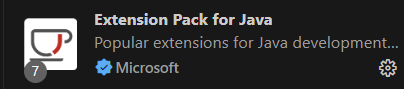 Extension Pack for Java
Popular extensions for Java development...
7
Microsoft